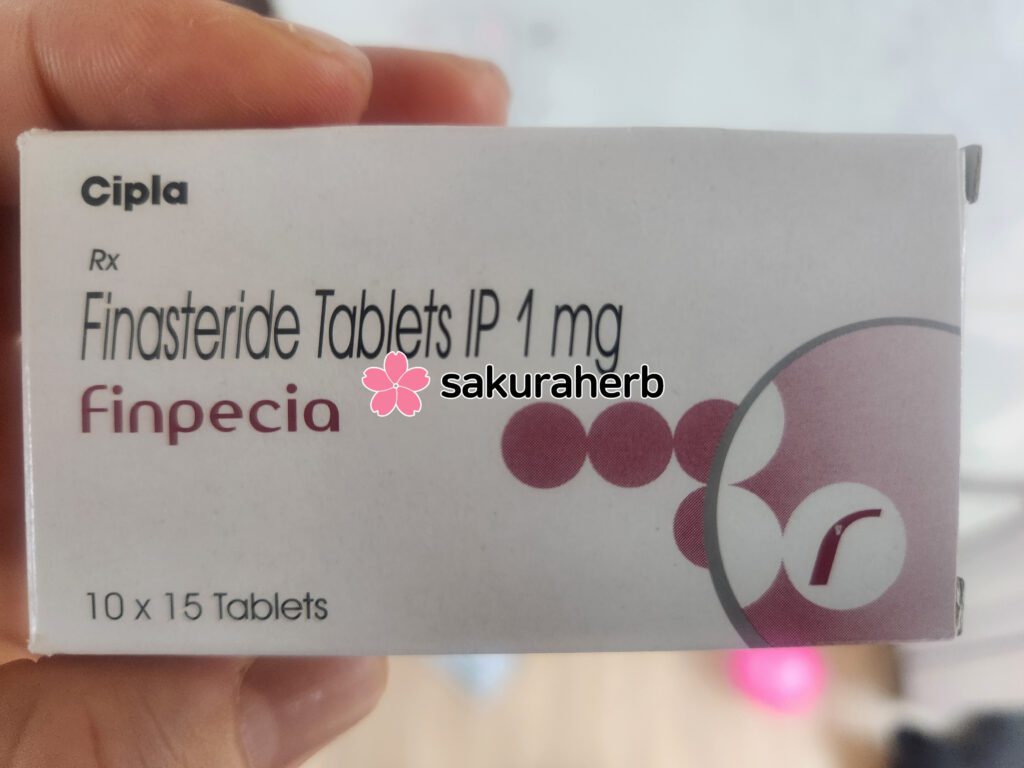 Cipla
Rx
Finasteride Tablets IP 1 mg
sakuraherb
Finpecia
10 x 15 Tablets